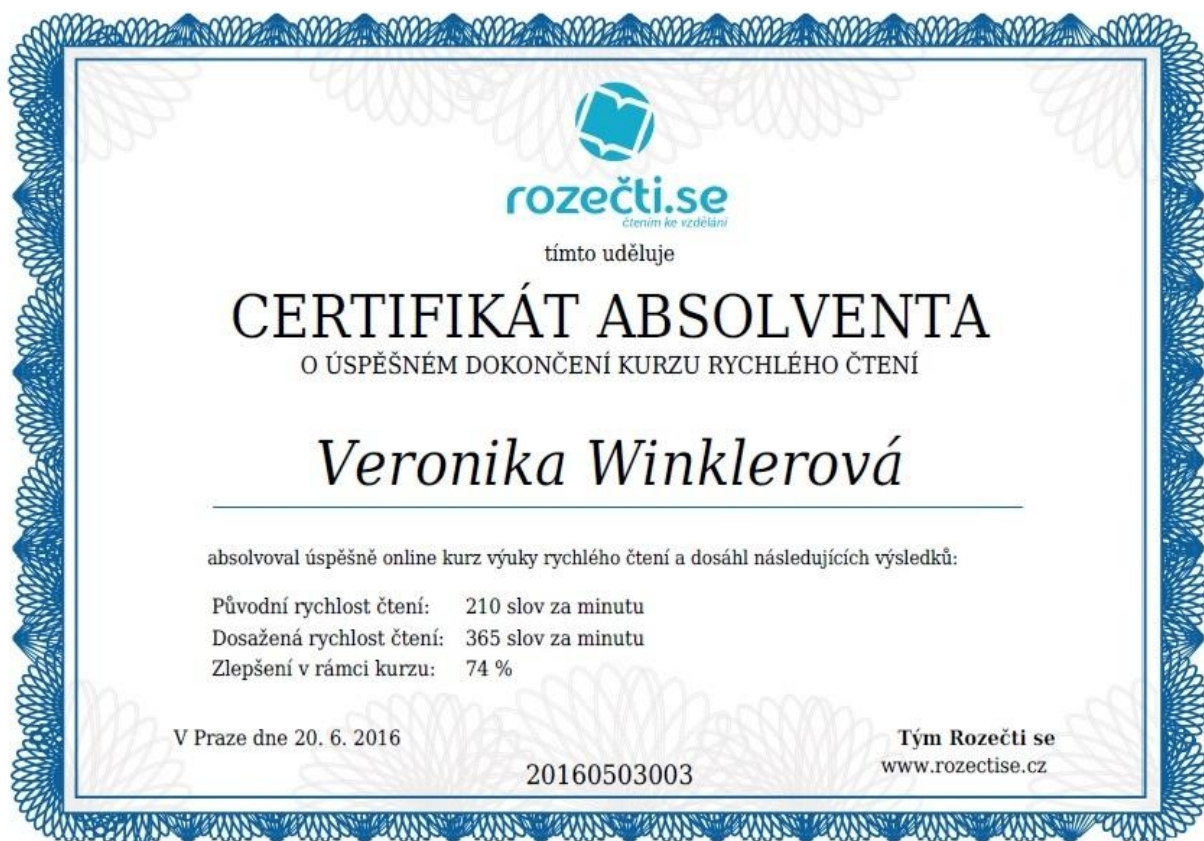 rozečti.se
čtením ke vzdělání
tímto uděluje
CERTIFIKÁT ABSOLVENTA
O ÚSPĚŠNÉM DOKONČENÍ KURZU RYCHLÉHO ČTENÍ
Veronika Winklerová
absolvoval úspěšně online kurz výuky rychlého čtení a dosáhl následujících výsledků:
Původní rychlost čtení: 210 slov za minutu
Dosažená rychlost čtení: 365 slov za minutu
Zlepšení v rámci kurzu: 74 %
V Praze dne 20. 6. 2016
20160503003
Tým Rozečti se
www.rozectise.cz